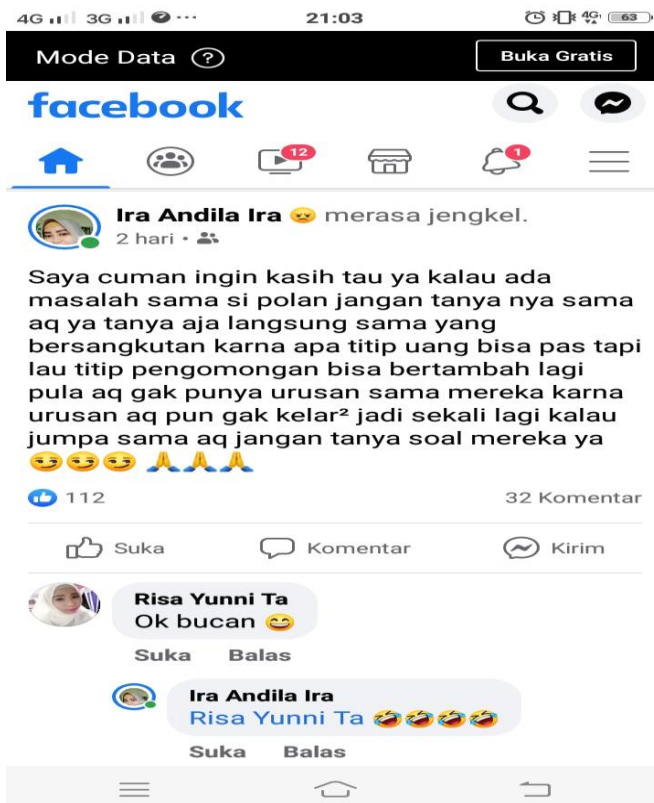 4G 3G ... 21:03 4G 63
Mode Data ? Buka Gratis
facebook
12 1
Ira Andila Ira 😠 merasa jengkel.
2 hari •
Saya cuman ingin kasih tau ya kalau ada
masalah sama si polan jangan tanya nya sama
aq ya tanya aja langsung sama yang
bersangkutan karna apa titip uang bisa pas tapi
lau titip pengomongan bisa bertambah lagi
pula aq gak punya urusan sama mereka karna
urusan aq pun gak kelar² jadi sekali lagi kalau
jumpa sama aq jangan tanya soal mereka ya
😏😏😏 🙏🙏🙏
112 32 Komentar
Suka Komentar Kirim
Risa Yunni Ta
Ok bucan 😄
Suka Balas
Ira Andila Ira
Risa Yunni Ta 🤣🤣🤣🤣
Suka Balas